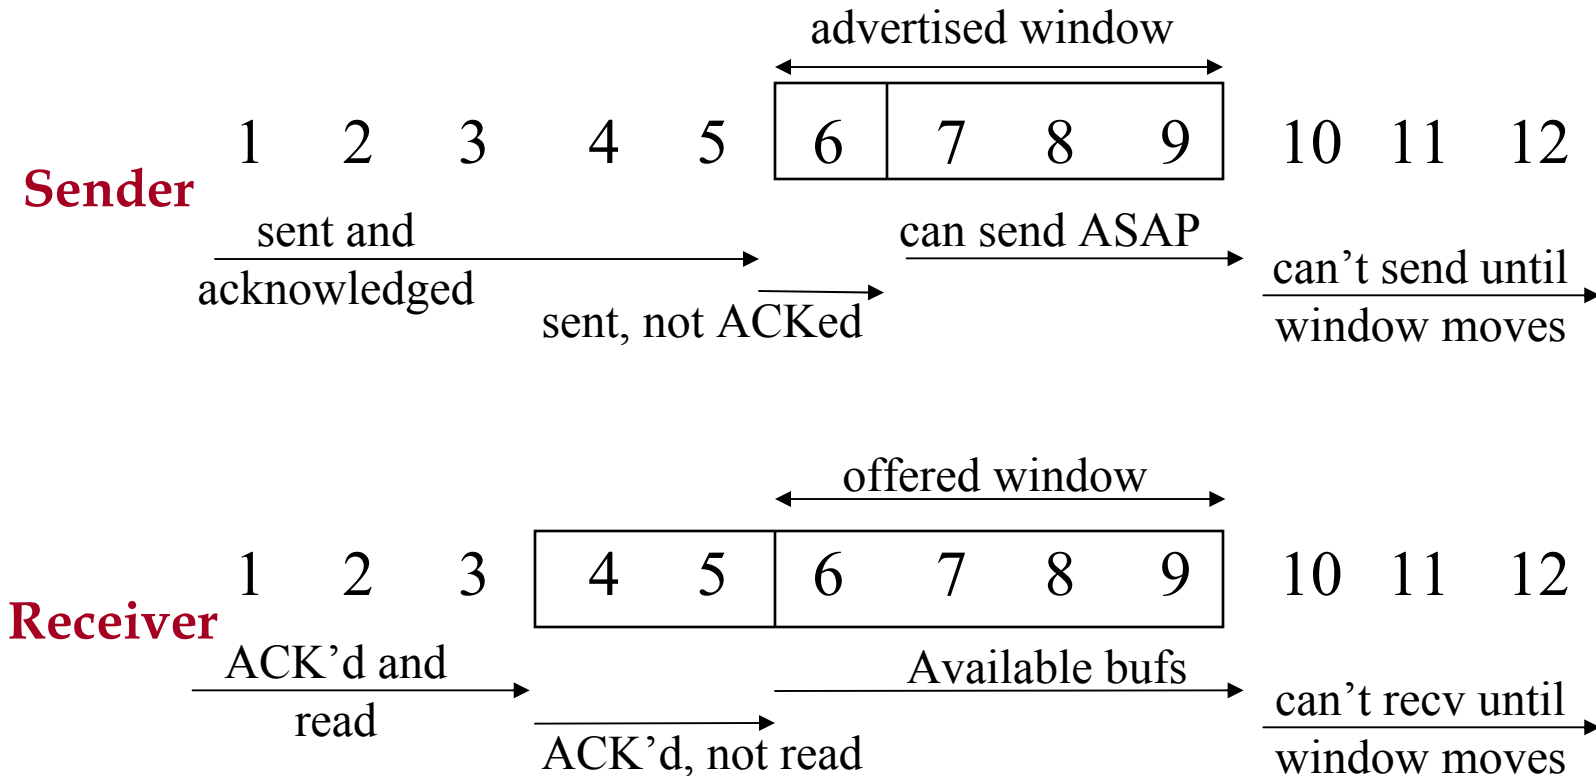 advertised window
1 2 3 4 5 6 7 8 9 10 11 12
Sender
sent and
acknowledged
sent, not ACKed
can send ASAP
can't send until
window moves
offered window
1 2 3 4 5 6 7 8 9 10 11 12
Receiver
ACK'd and
read
ACK'd, not read
Available bufs
can't recv until
window moves